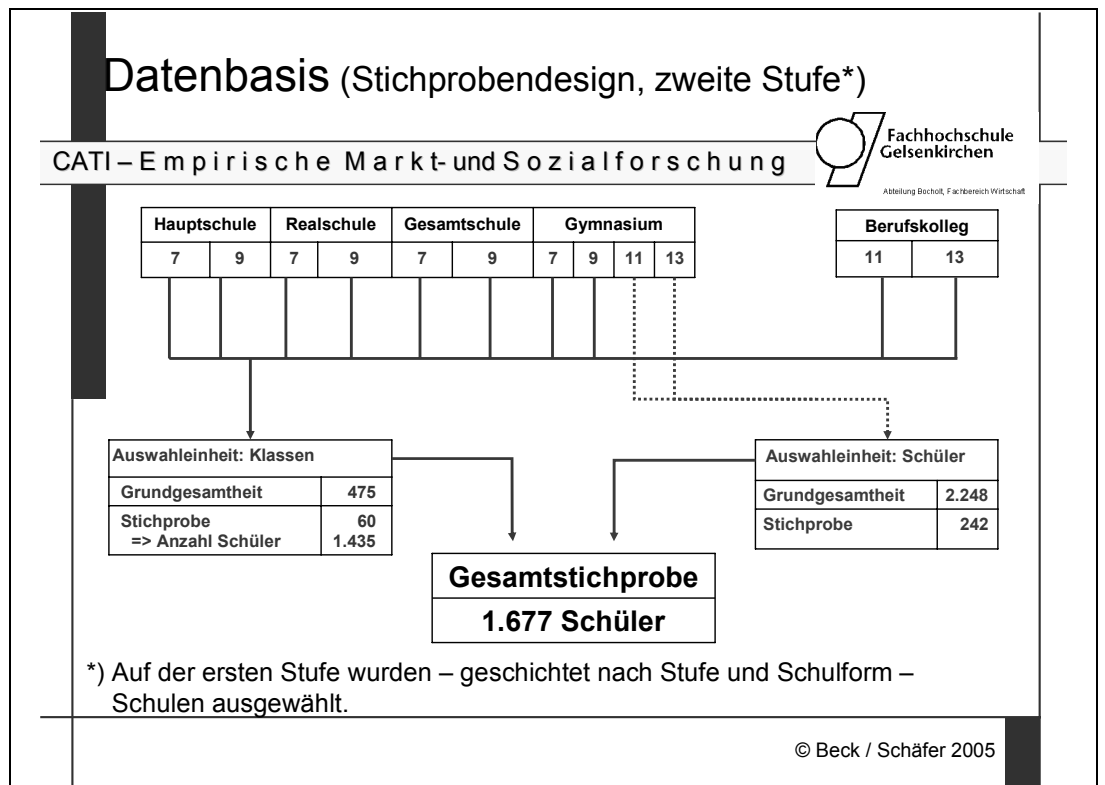 Datenbasis (Stichprobendesign, zweite Stufe*)
Fachhochschule
Gelsenkirchen
Abteilung Bocholt, Fachbereich Wirtschaft
CATI – Empirische Markt- und Sozialforschung
Hauptschule Realschule Gesamtschule Gymnasium Berufskolleg
7 9 7 9 7 9 7 9 11 13 11 13
Auswahleinheit: Klassen
Grundgesamtheit 475
Stichprobe 60
=> Anzahl Schüler 1.435
Auswahleinheit: Schüler
Grundgesamtheit 2.248
Stichprobe 242
Gesamtstichprobe
1.677 Schüler
*) Auf der ersten Stufe wurden – geschichtet nach Stufe und Schulform –
Schulen ausgewählt.
© Beck / Schäfer 2005